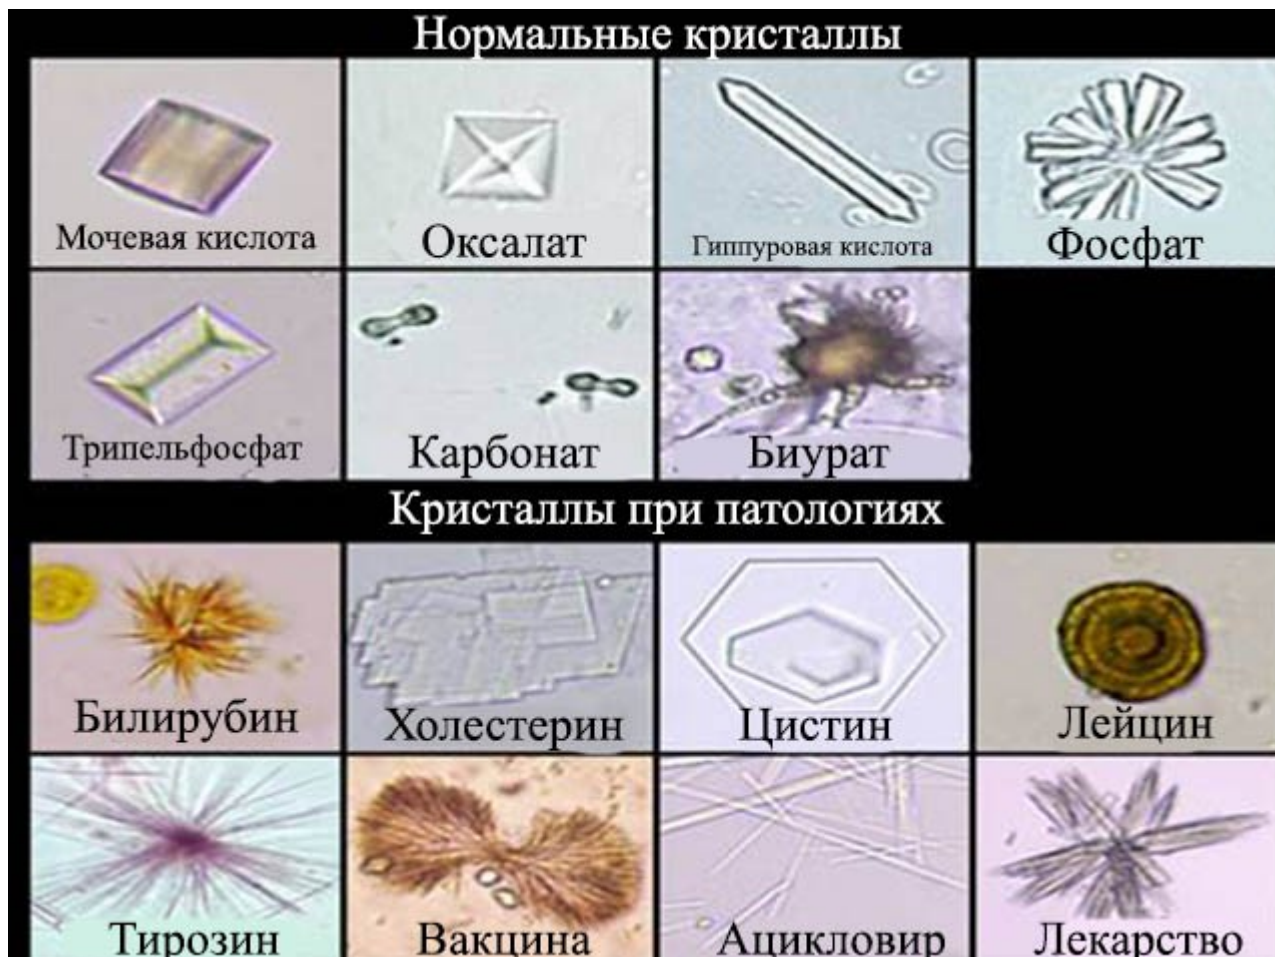 Нормальные кристаллы
Мочевая кислота
Оксалат
Гиппуровая кислота
Фосфат
Трипельфосфат
Карбонат
Биурат
Кристаллы при патологиях
Билирубин
Холестерин
Цистин
Лейцин
Тирозин
Вакцина
Ацикловир
Лекарство